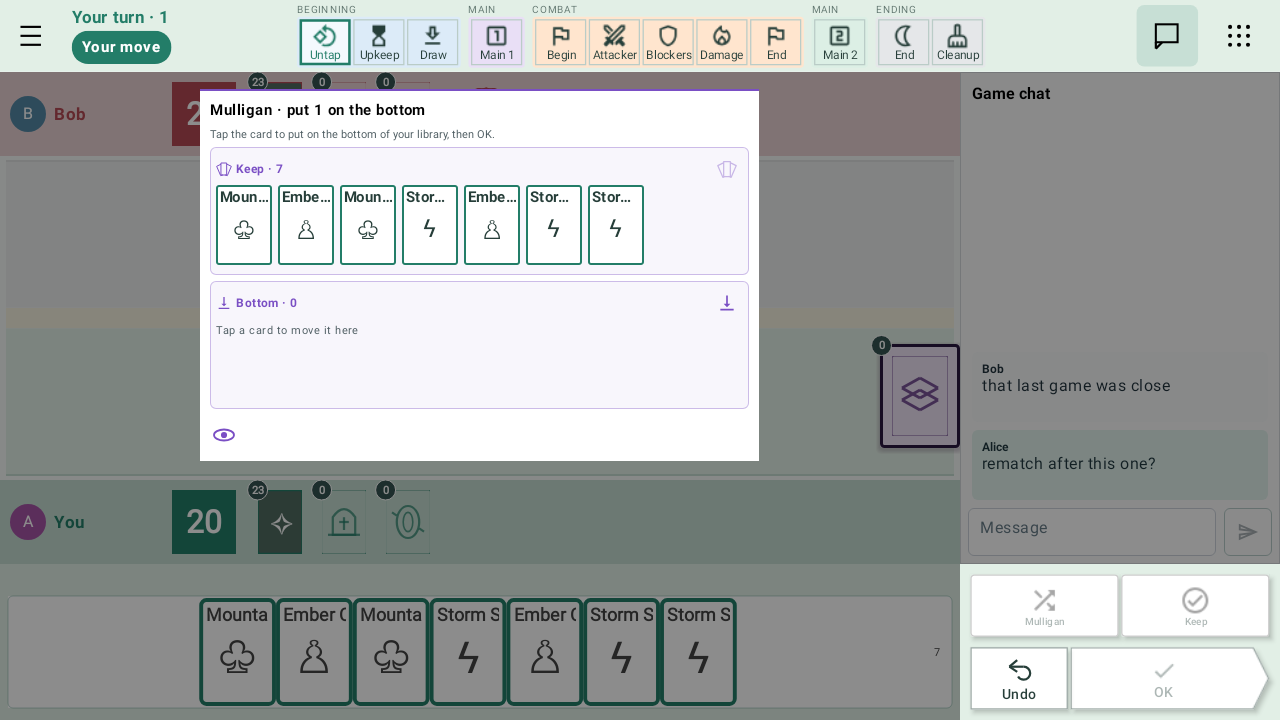 Your turn · 1
Your move
BEGINNING
Untap
Upkeep
Draw
MAIN
Main 1
COMBAT
Begin
Attacker
Blockers
Damage
End
MAIN
Main 2
ENDING
End
Cleanup
B
Bob
23
0
0
Mulligan · put 1 on the bottom
Tap the card to put on the bottom of your library, then OK.
Keep · 7
Moun...
Embe...
Moun...
Stor...
Embe...
Stor...
Stor...
Bottom · 0
Tap a card to move it here
0
Game chat
Bob
that last game was close
Alice
rematch after this one?
Message
A
You
20
23
0
0
Mounta
Ember C
Mounta
Storm S
Ember C
Storm S
Storm S
7
Mulligan
Keep
Undo
OK